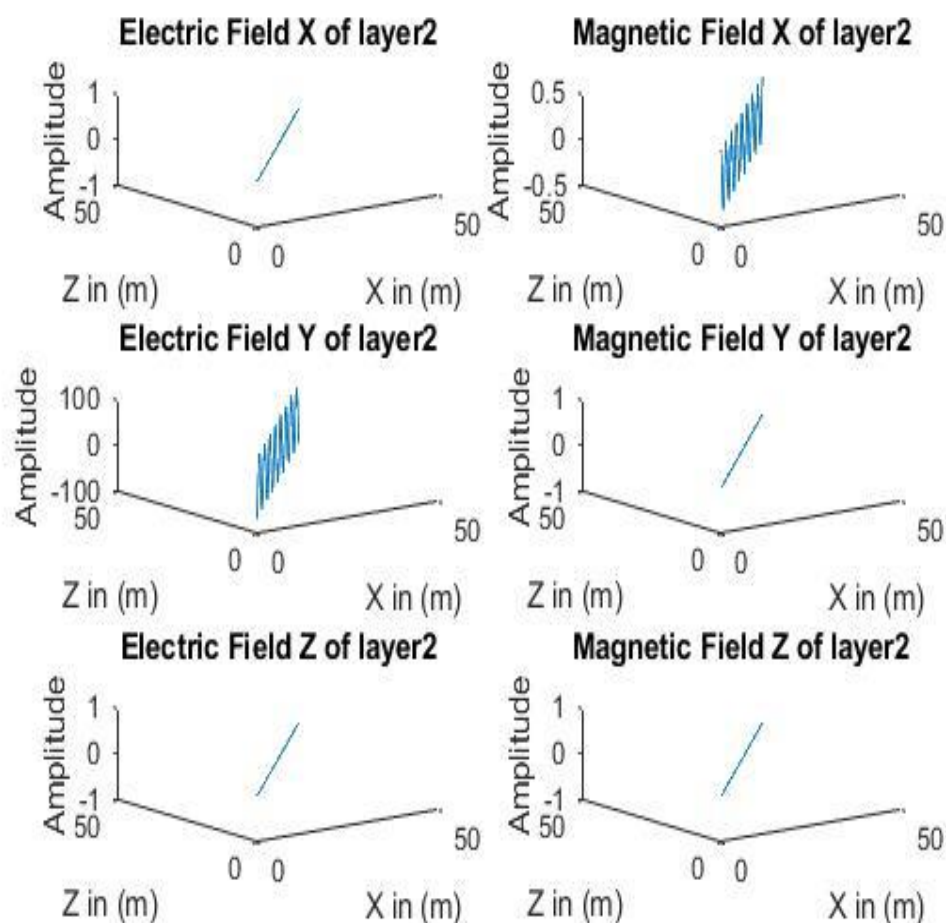 Electric Field X of layer2
Amplitude
1
0
-1
50
0
0
50
Z in (m)
X in (m)
Magnetic Field X of layer2
Amplitude
0.5
0
-0.5
50
0
0
50
Z in (m)
X in (m)
Electric Field Y of layer2
Amplitude
100
0
-100
50
0
0
50
Z in (m)
X in (m)
Magnetic Field Y of layer2
Amplitude
1
0
-1
50
0
0
50
Z in (m)
X in (m)
Electric Field Z of layer2
Amplitude
1
0
-1
50
0
0
50
Z in (m)
X in (m)
Magnetic Field Z of layer2
Amplitude
1
0
-1
50
0
0
50
Z in (m)
X in (m)